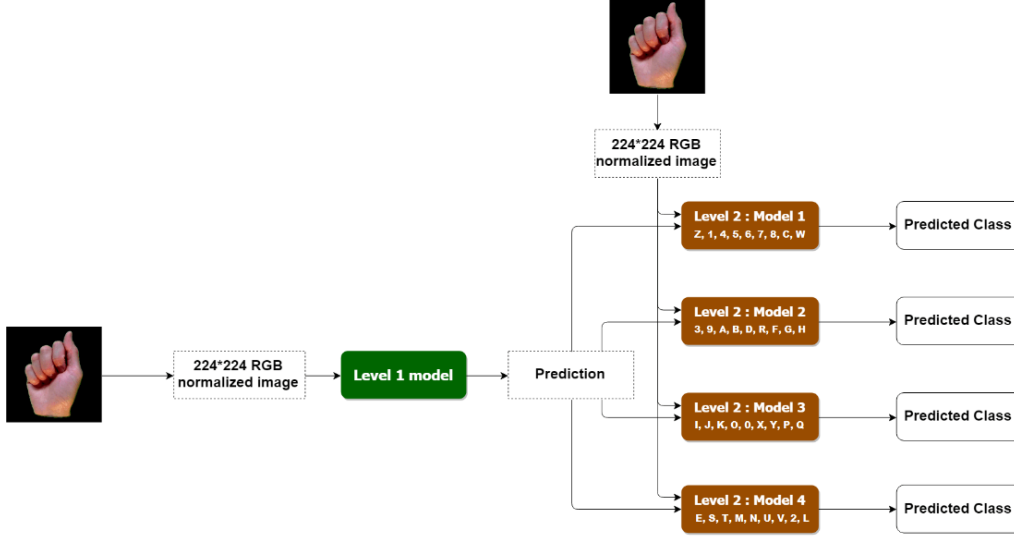 224*224 RGB
normalized image
Level 2 : Model 1
Z, 1, 4, 5, 6, 7, 8, C, W
Predicted Class
Level 2 : Model 2
3, 9, A, B, D, R, F, G, H
Predicted Class
224*224 RGB
normalized image
Level 1 model
Prediction
Level 2 : Model 3
I, J, K, O, 0, X, Y, P, Q
Predicted Class
Level 2 : Model 4
E, S, T, M, N, U, V, 2, L
Predicted Class